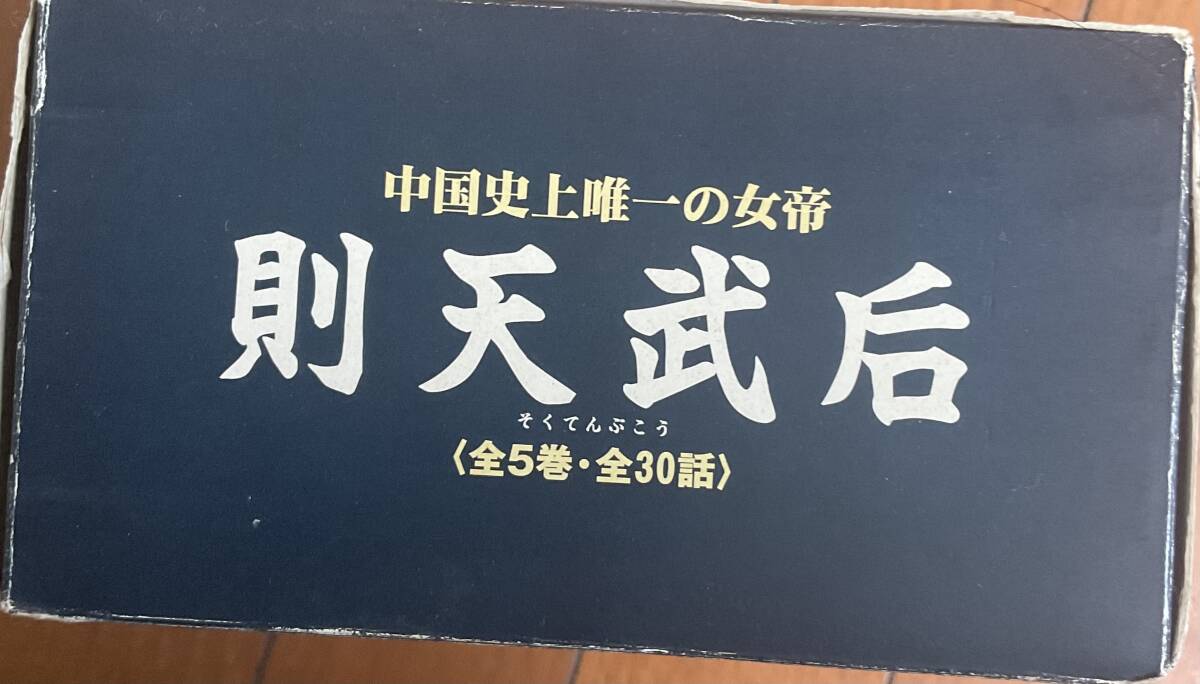 中国史上唯一の女帝
則天武后
そくてんぶこう
〈全5巻・全30話〉